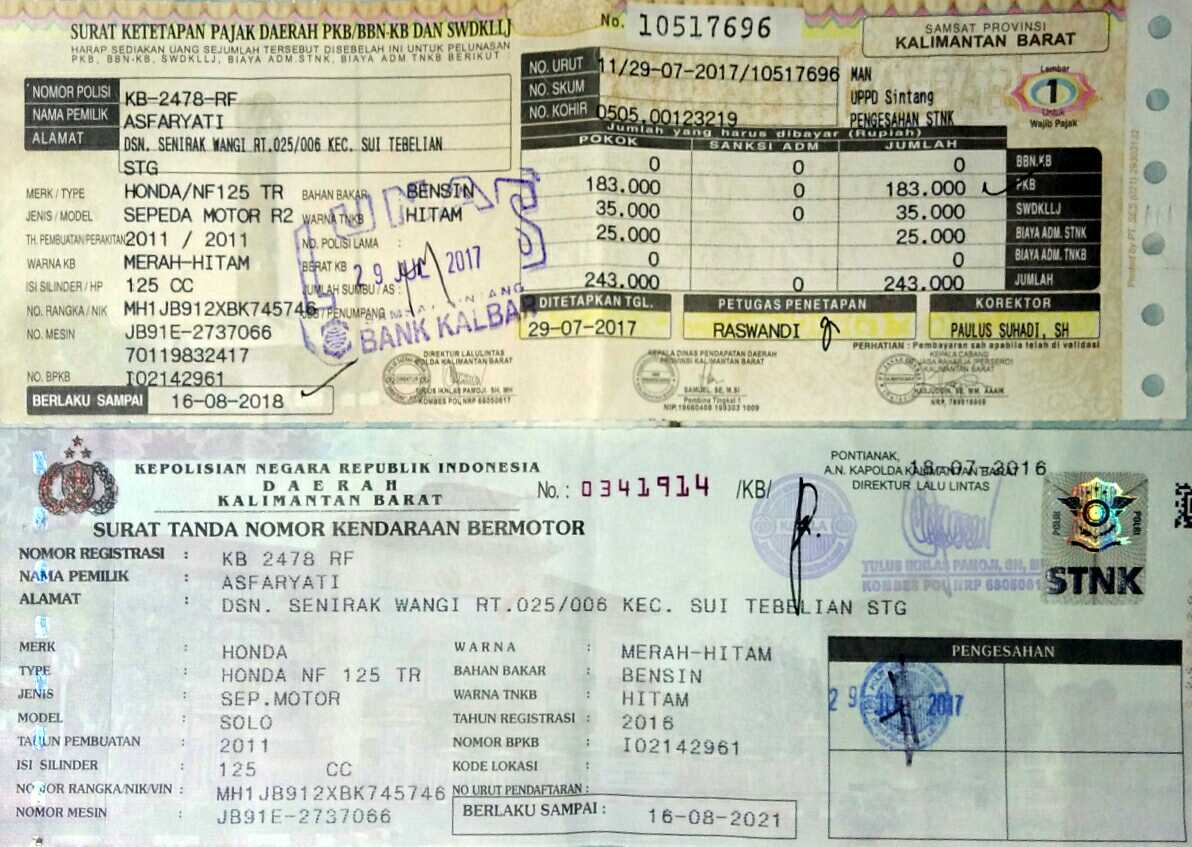 SURAT KETETAPAN PAJAK DAERAH PKB/BBN-KB DAN SWDKLLJ
HARAP SEDIAKAN UANG SEJUMLAH TERSEBUT DISEBELAH INI UNTUK PELUNASAN
PKB, BBN-KB, SWDKLLJ, BIAYA ADM.STNK, BIAYA ADM TNKB BERIKUT
No. 10517696
SAMSAT PROVINSI
KALIMANTAN BARAT
NO. URUT 11/29-07-2017/10517696 MAN
NO. SKUM UPPD Sintang
NO. KOHIR 0505.00123219 PENGESAHAN STNK
Lembar
1
Untuk
Wajib Pajak
NOMOR POLISI KB-2478-RF
NAMA PEMILIK ASFARYATI
ALAMAT DSN. SENIRAK WANGI RT.025/006 KEC. SUI TEBELIAN
STG
Jumlah yang harus dibayar (Rupiah)
POKOK SANKSI ADM JUMLAH
0 0 0 BBN.KB
183.000 0 183.000 PKB
35.000 0 35.000 SWDKLLJ
25.000 25.000 BIAYA ADM. STNK
0 0 BIAYA ADM. TNKB
243.000 0 243.000 JUMLAH
MERK / TYPE HONDA/NF125 TR BAHAN BAKAR BENSIN
JENIS / MODEL SEPEDA MOTOR R2 WARNA TNKB HITAM
TH. PEMBUATAN/PERAKITAN 2011 / 2011 NO. POLISI LAMA :
WARNA KB MERAH-HITAM BERAT KB
ISI SILINDER / HP 125 CC JUMLAH SUMBU / AS :
NO. RANGKA / NIK MH1JB912XBK745746 PENUMPANG
NO. MESIN JB91E-2737066
70119832417
NO. BPKB I02142961
BERLAKU SAMPAI 16-08-2018
LUNAS
29 JUL 2017
BANK KALBAR
DITETAPKAN TGL. PETUGAS PENETAPAN KOREKTOR
29-07-2017 RASWANDI PAULUS SUHADI, SH
PERHATIAN : Pembayaran sah apabila telah di validasi
DIREKTUR LALULINTAS
POLDA KALIMANTAN BARAT
TULUS IKHLAS PAMOJI, SH, MH
KOMBES POL NRP 68050617
KEPALA DINAS PENDAPATAN DAERAH
PROVINSI KALIMANTAN BARAT
SAMUEL, SE, M.SI
Pembina Tingkat I
NIP.19660408 199303 1009
KEPALA CABANG
JASA RAHARJA (PERSERO)
KALIMANTAN BARAT
KEPOLISIAN NEGARA REPUBLIK INDONESIA
DAERAH
KALIMANTAN BARAT
No. : 0341914 /KB/
PONTIANAK, 18-07-2016
A.N. KAPOLDA KALIMANTAN BARAT
DIREKTUR LALU LINTAS
TULUS IKHLAS PAMOJI, SH, M
KOMBES POL NRP 6805061
POLRI
POLRI
STNK
SURAT TANDA NOMOR KENDARAAN BERMOTOR
NOMOR REGISTRASI : KB 2478 RF
NAMA PEMILIK : ASFARYATI
ALAMAT : DSN. SENIRAK WANGI RT.025/006 KEC. SUI TEBELIAN STG
MERK : HONDA WARNA : MERAH-HITAM
TYPE : HONDA NF 125 TR BAHAN BAKAR : BENSIN
JENIS : SEP.MOTOR WARNA TNKB : HITAM
MODEL : SOLO TAHUN REGISTRASI : 2016
TAHUN PEMBUATAN : 2011 NOMOR BPKB : I02142961
ISI SILINDER : 125 CC KODE LOKASI :
NOMOR RANGKA/NIK/VIN : MH1JB912XBK745746 NO URUT PENDAFTARAN :
NOMOR MESIN : JB91E-2737066 BERLAKU SAMPAI : 16-08-2021
PENGESAHAN
29 2017